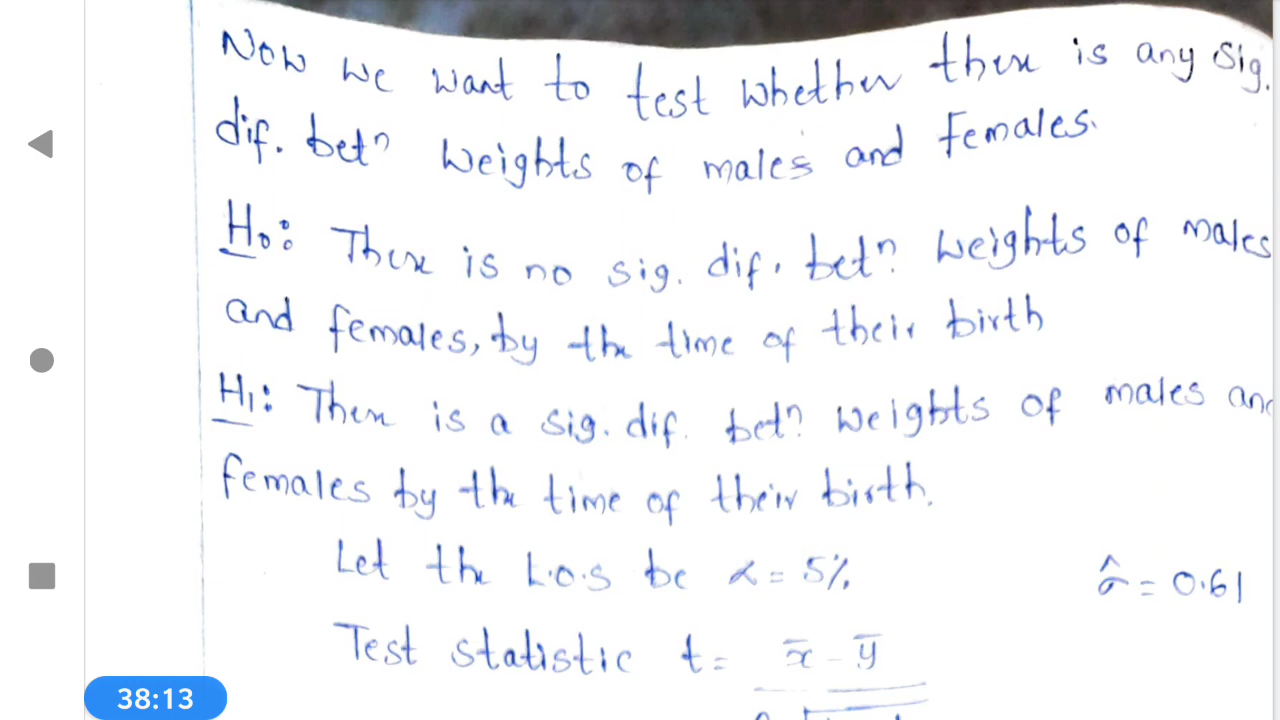 Now we want to test whether there is any sig.
dif. betⁿ weights of males and females.
H₀: There is no sig. dif. betⁿ. weights of males
and females, by the time of their birth
H₁: There is a sig. dif. betⁿ. weights of males and
females by the time of their birth.
Let the L.O.S be α = 5%
σ̂ = 0.61
Test statistic t = x̄ - ȳ
38:13